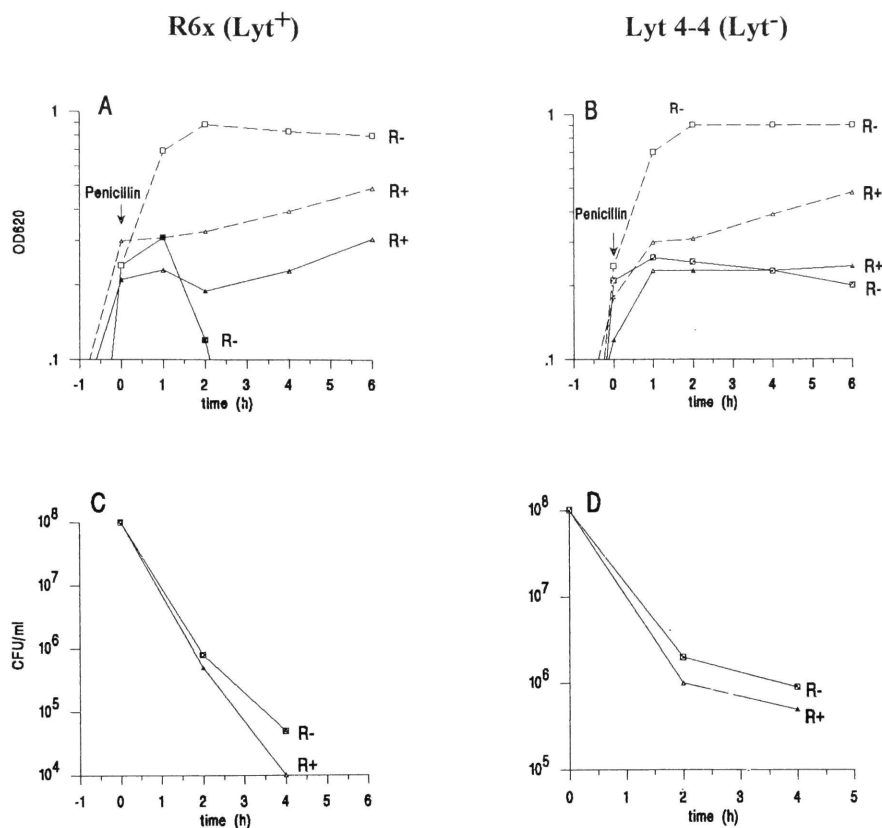 R6x (Lyt+)
Lyt 4-4 (Lyt-)
A
1
OD620
.1
Penicillin
R-
R+
R+
R-
-1 0 1 2 3 4 5 6
time (h)
B
1
.1
R-
Penicillin
R-
R+
R+
R-
-1 0 1 2 3 4 5 6
time (h)
C
CFU/ml
10^8
10^7
10^6
10^5
10^4
R-
R+
-1 0 1 2 3 4 5 6
time (h)
D
10^8
10^7
10^6
10^5
R-
R+
0 1 2 3 4 5
time (h)